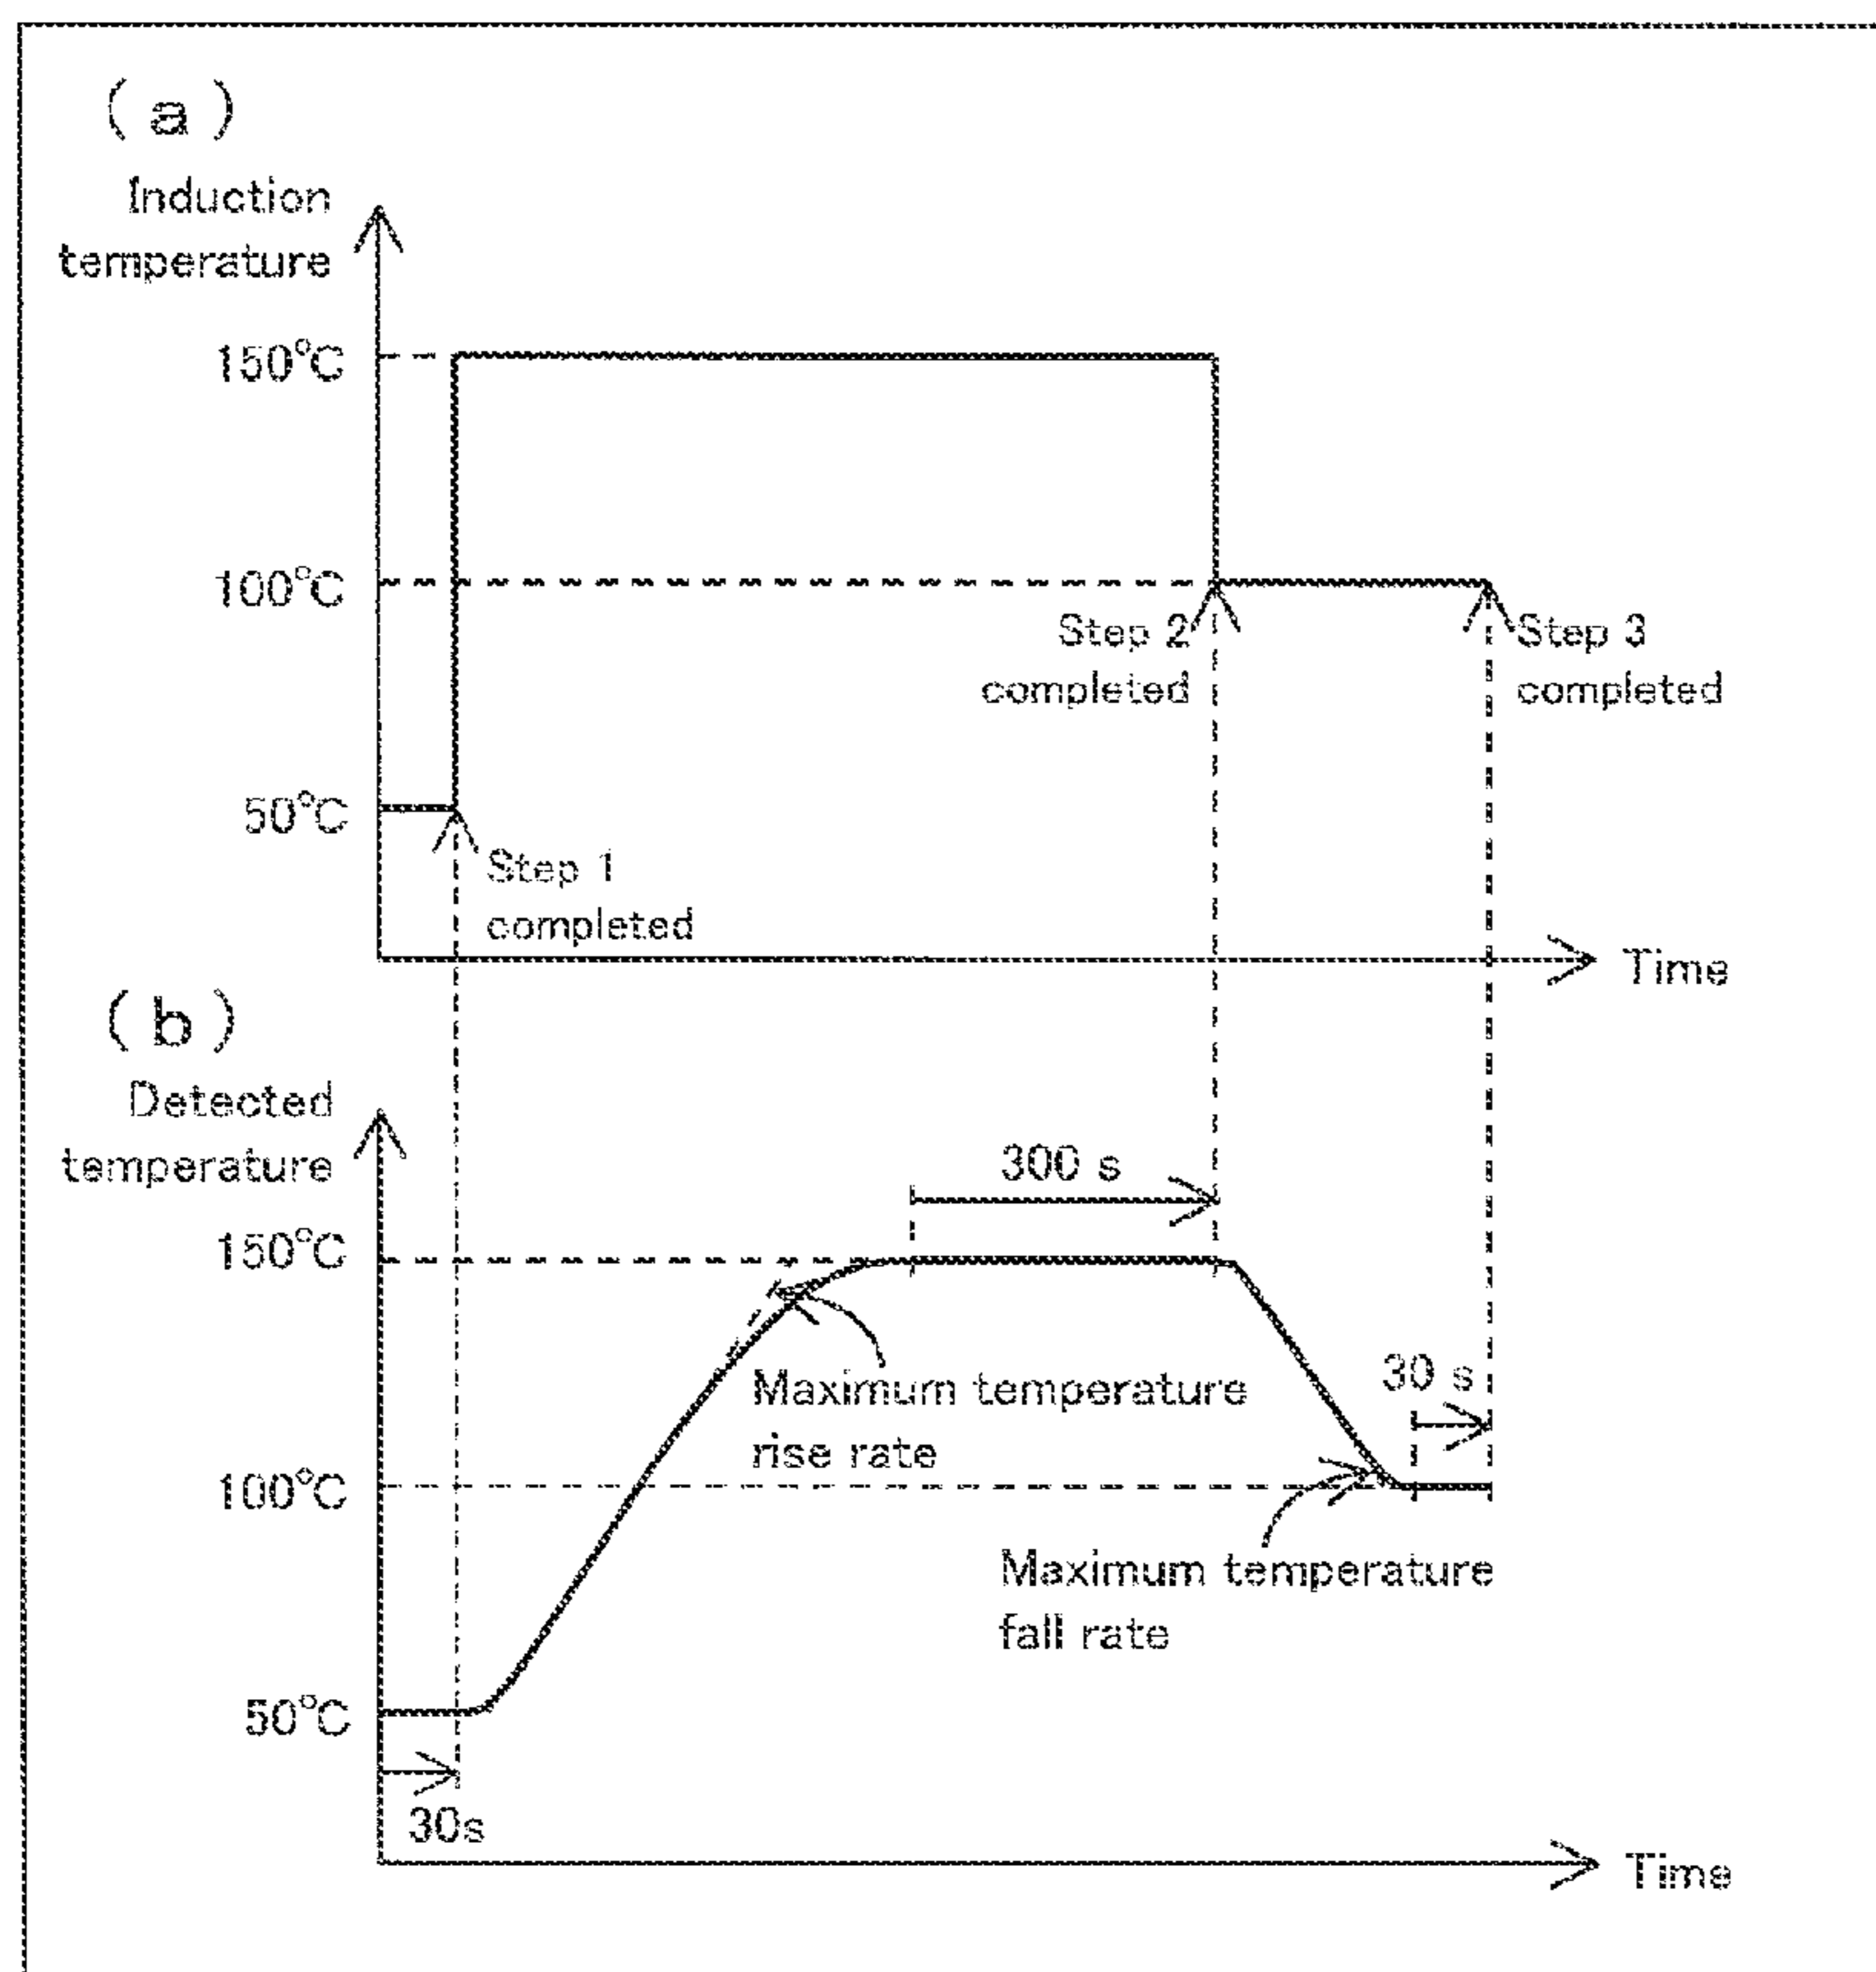 (a)
Induction
temperature
150°C
100°C
Step 2
completed
Step 3
completed
50°C
Step 1
completed
Time
(b)
Detected
temperature
300 s
150°C
30 s
Maximum temperature
rise rate
100°C
Maximum temperature
fall rate
50°C
30s
Time